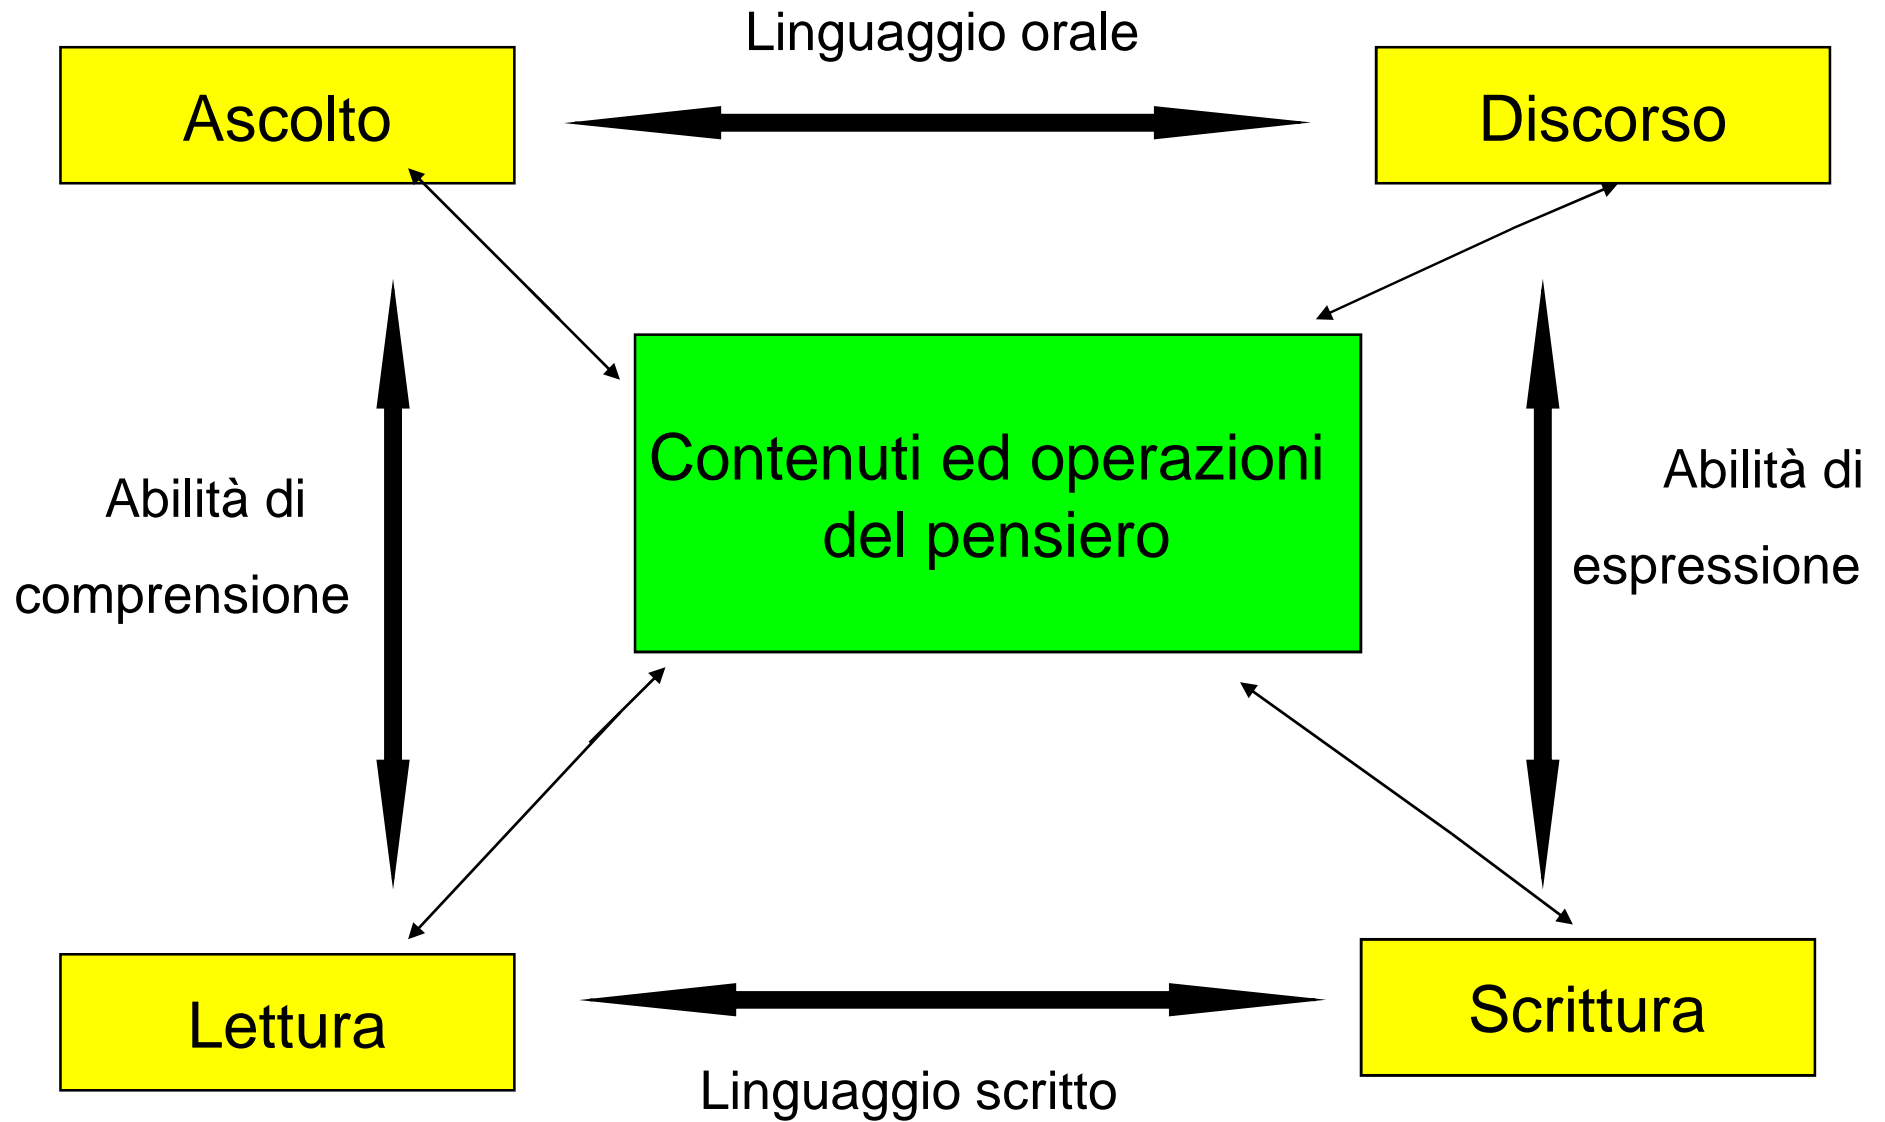 Linguaggio orale
Ascolto
Discorso
Contenuti ed operazioni
del pensiero
Abilità di
comprensione
Abilità di
espressione
Lettura
Scrittura
Linguaggio scritto